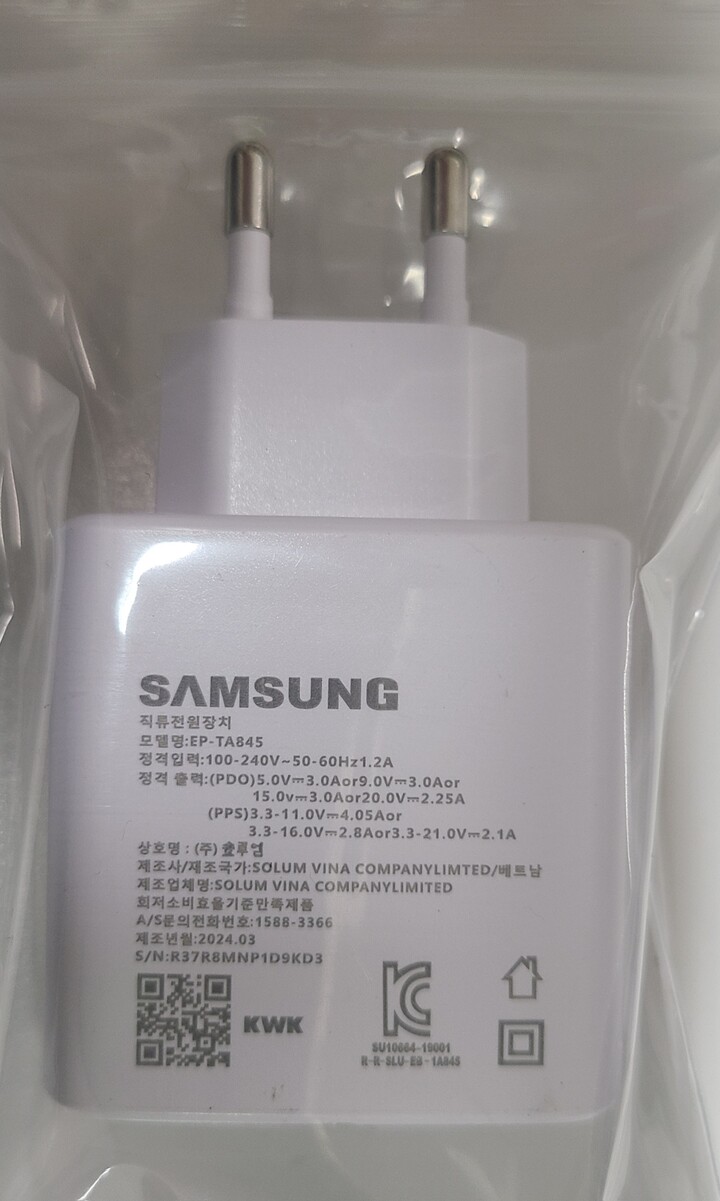 SAMSUNG
직류전원장치
모델명:EP-TA845
정격입력:100-240V~50-60Hz1.2A
정격 출력:(PDO)5.0V⎓3.0Aor9.0V⎓3.0Aor
15.0v⎓3.0Aor20.0V⎓2.25A
(PPS)3.3-11.0V⎓4.05Aor
3.3-16.0V⎓2.8Aor3.3-21.0V⎓2.1A
상호명 : (주) 솔루엠
제조사/제조국가:SOLUM VINA COMPANYLIMTED/베트남
제조업체명:SOLUM VINA COMPANYLIMITED
회저소비효율기준만족제품
A/S문의전화번호:1588-3366
제조년월:2024.03
S/N:R37R8MNP1D9KD3
KWK
SU10664-19001
R-R-SLU-EB-1A845